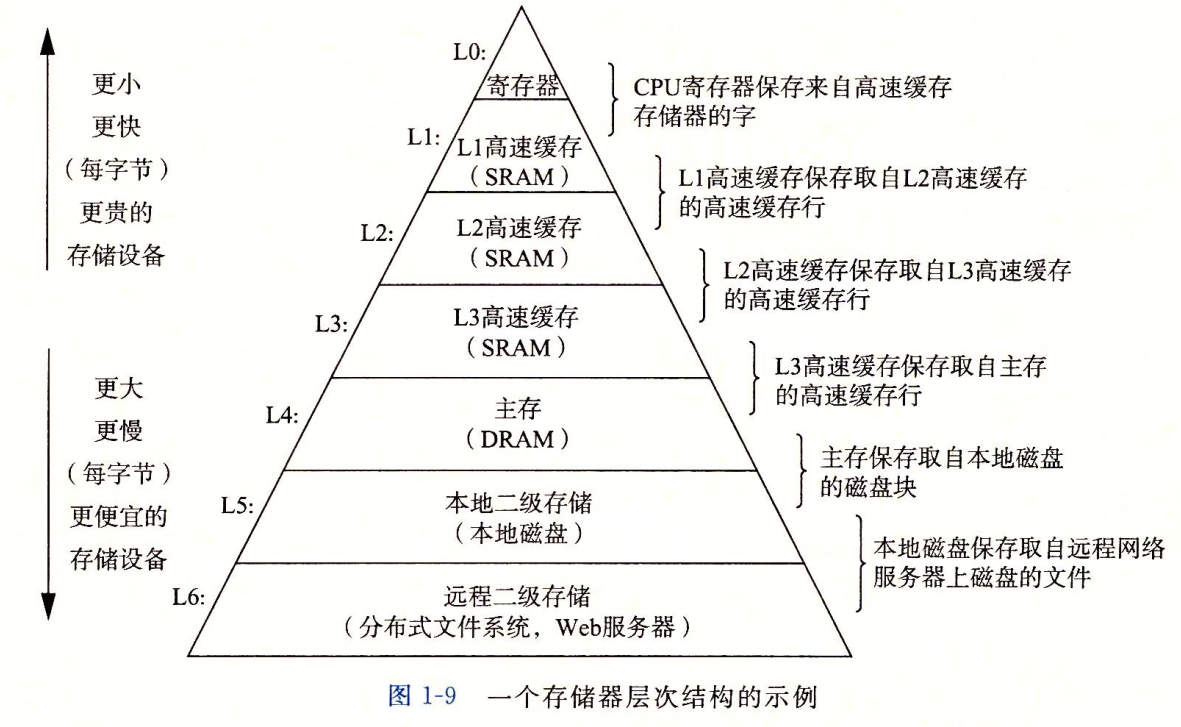 更小
更快
（每字节）
更贵的
存储设备
更大
更慢
（每字节）
更便宜的
存储设备
L0:
寄存器
CPU寄存器保存来自高速缓存
存储器的字
L1:
L1高速缓存
（SRAM）
L1高速缓存保存取自L2高速缓存
的高速缓存行
L2:
L2高速缓存
（SRAM）
L2高速缓存保存取自L3高速缓存
的高速缓存行
L3:
L3高速缓存
（SRAM）
L3高速缓存保存取自主存
的高速缓存行
L4:
主存
（DRAM）
主存保存取自本地磁盘
的磁盘块
L5:
本地二级存储
（本地磁盘）
本地磁盘保存取自远程网络
服务器上磁盘的文件
L6:
远程二级存储
（分布式文件系统，Web服务器）
图 1-9 一个存储器层次结构的示例